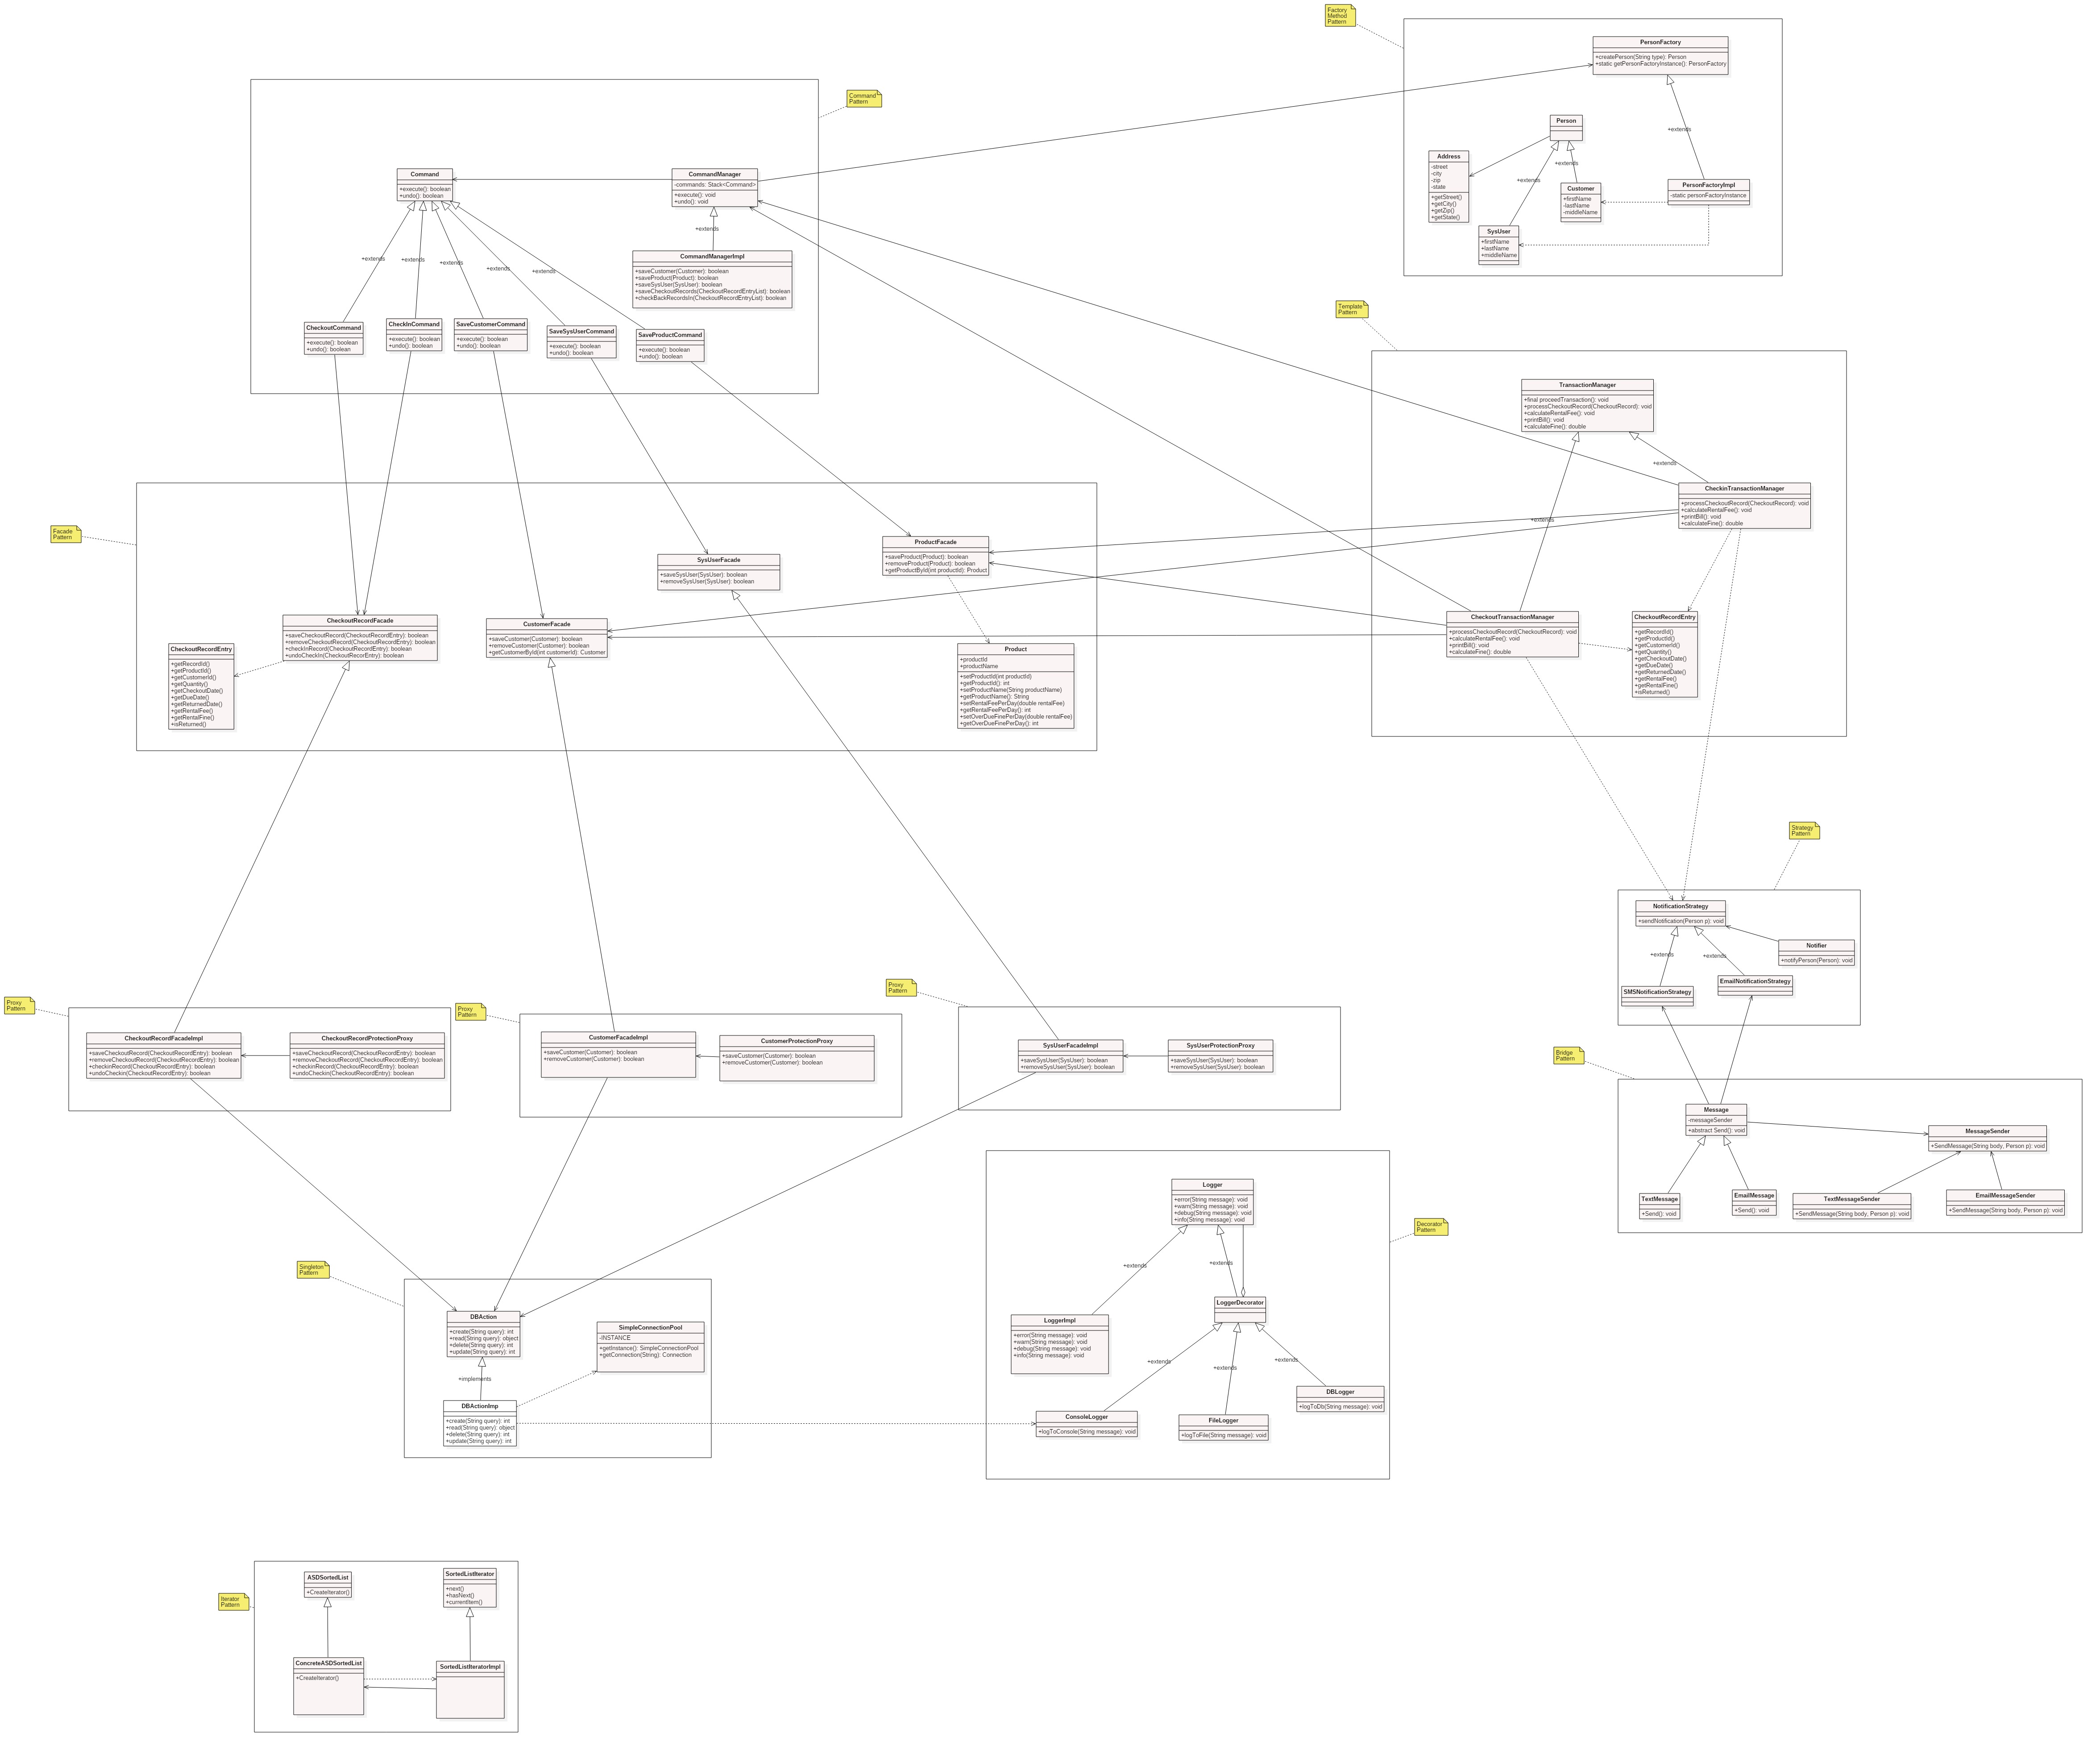 Factory
Method
Pattern
PersonFactory
+createPerson(String type): Person
+static getPersonFactoryInstance(): PersonFactory
+extends
Person
Address
-street
-city
-zip
-state
+getStreet()
+getCity()
+getZip()
+getState()
+extends
+extends
Customer
+firstName
-lastName
-middleName
PersonFactoryImpl
-static personFactoryInstance
SysUser
+firstName
+lastName
+middleName
Command
Pattern
Command
+execute(): boolean
+undo(): boolean
CommandManager
-commands: Stack<Command>
+execute(): void
+undo(): void
+extends
CommandManagerImpl
+saveCustomer(Customer): boolean
+saveProduct(Product): boolean
+saveSysUser(SysUser): boolean
+saveCheckoutRecords(CheckoutRecordEntryList): boolean
+checkBackRecordsIn(CheckoutRecordEntryList): boolean
+extends
+extends
+extends
+extends
+extends
CheckoutCommand
+execute(): boolean
+undo(): boolean
CheckInCommand
+execute(): boolean
+undo(): boolean
SaveCustomerCommand
+execute(): boolean
+undo(): boolean
SaveSysUserCommand
+execute(): boolean
+undo(): boolean
SaveProductCommand
+execute(): boolean
+undo(): boolean
Template
Pattern
TransactionManager
+final proceedTransaction(): void
+processCheckoutRecord(CheckoutRecord): void
+calculateRentalFee(): void
+printBill(): void
+calculateFine(): double
+extends
CheckinTransactionManager
+processCheckoutRecord(CheckoutRecord): void
+calculateRentalFee(): void
+printBill(): void
+calculateFine(): double
+extends
CheckoutTransactionManager
+processCheckoutRecord(CheckoutRecord): void
+calculateRentalFee(): void
+printBill(): void
+calculateFine(): double
CheckoutRecordEntry
+getRecordId()
+getProductId()
+getCustomerId()
+getQuantity()
+getCheckoutDate()
+getDueDate()
+getReturnedDate()
+getRentalFee()
+getRentalFine()
+isReturned()
Facade
Pattern
ProductFacade
+saveProduct(Product): boolean
+removeProduct(Product): boolean
+getProductById(int productId): Product
SysUserFacade
+saveSysUser(SysUser): boolean
+removeSysUser(SysUser): boolean
CheckoutRecordFacade
+saveCheckoutRecord(CheckoutRecordEntry): boolean
+removeCheckoutRecord(CheckoutRecordEntry): boolean
+checkInRecord(CheckoutRecordEntry): boolean
+undoCheckIn(CheckoutRecorEntry): boolean
CustomerFacade
+saveCustomer(Customer): boolean
+removeCustomer(Customer): boolean
+getCustomerById(int customerId): Customer
CheckoutRecordEntry
+getRecordId()
+getProductId()
+getCustomerId()
+getQuantity()
+getCheckoutDate()
+getDueDate()
+getReturnedDate()
+getRentalFee()
+getRentalFine()
+isReturned()
Product
+productId
+productName
+setProductId(int productId)
+getProductId(): int
+setProductName(String productName)
+getProductName(): String
+setRentalFeePerDay(double rentalFee)
+getRentalFeePerDay(): int
+setOverDueFinePerDay(double rentalFee)
+getOverDueFinePerDay(): int
Strategy
Pattern
NotificationStrategy
+sendNotification(Person p): void
Notifier
+notifyPerson(Person): void
+extends
+extends
SMSNotificationStrategy
EmailNotificationStrategy
Proxy
Pattern
CheckoutRecordFacadeImpl
+saveCheckoutRecord(CheckoutRecordEntry): boolean
+removeCheckoutRecord(CheckoutRecordEntry): boolean
+checkinRecord(CheckoutRecordEntry): boolean
+undoCheckin(CheckoutRecordEntry): boolean
CheckoutRecordProtectionProxy
+saveCheckoutRecord(CheckoutRecordEntry): boolean
+removeCheckoutRecord(CheckoutRecordEntry): boolean
+checkinRecord(CheckoutRecordEntry): boolean
+undoCheckin(CheckoutRecordEntry): boolean
Proxy
Pattern
CustomerFacadeImpl
+saveCustomer(Customer): boolean
+removeCustomer(Customer): boolean
CustomerProtectionProxy
+saveCustomer(Customer): boolean
+removeCustomer(Customer): boolean
Proxy
Pattern
SysUserFacadeImpl
+saveSysUser(SysUser): boolean
+removeSysUser(SysUser): boolean
SysUserProtectionProxy
+saveSysUser(SysUser): boolean
+removeSysUser(SysUser): boolean
Bridge
Pattern
Message
-messageSender
+abstract Send(): void
MessageSender
+SendMessage(String body, Person p): void
TextMessage
+Send(): void
EmailMessage
+Send(): void
TextMessageSender
+SendMessage(String body, Person p): void
EmailMessageSender
+SendMessage(String body, Person p): void
Decorator
Pattern
Logger
+error(String message): void
+warn(String message): void
+debug(String message): void
+info(String message): void
+extends
+extends
LoggerDecorator
LoggerImpl
+error(String message): void
+warn(String message): void
+debug(String message): void
+info(String message): void
+extends
+extends
+extends
DBLogger
+logToDb(String message): void
ConsoleLogger
+logToConsole(String message): void
FileLogger
+logToFile(String message): void
Singleton
Pattern
DBAction
+create(String query): int
+read(String query): object
+delete(String query): int
+update(String query): int
SimpleConnectionPool
-INSTANCE
+getInstance(): SimpleConnectionPool
+getConnection(String): Connection
+implements
DBActionImp
+create(String query): int
+read(String query): object
+delete(String query): int
+update(String query): int
Iterator
Pattern
ASDSortedList
+CreateIterator()
SortedListIterator
+next()
+hasNext()
+currentItem()
ConcreteASDSortedList
+CreateIterator()
SortedListIteratorImpl